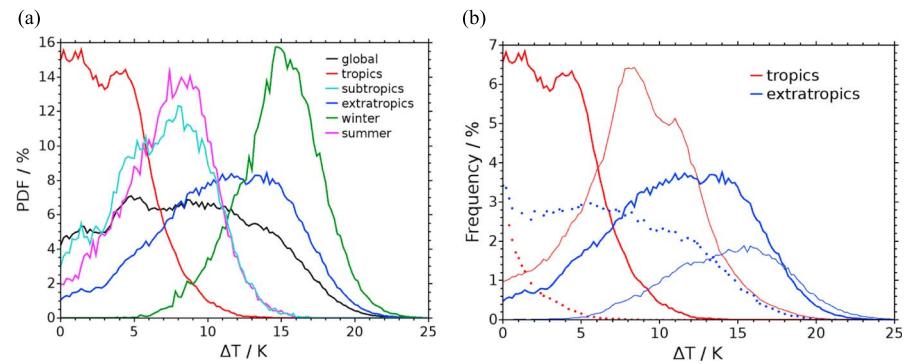 (a)
(b)
16
14
12
10
8
6
4
2
0
PDF / %
global
tropics
subtropics
extratropics
winter
summer
0 5 10 15 20 25
ΔT / K
7
6
5
4
3
2
1
0
Frequency / %
tropics
extratropics
0 5 10 15 20 25
ΔT / K